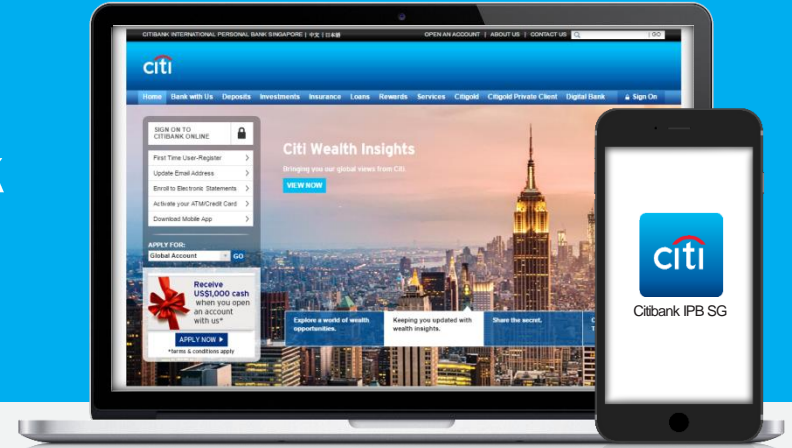 CITIBANK INTERNATIONAL PERSONAL BANK SINGAPORE | 中文 | 日本語
OPEN AN ACCOUNT | ABOUT US | CONTACT US
GO
citi
Home Bank with Us Deposits Investments Insurance Loans Rewards Services Citigold Citigold Private Client Digital Bank Sign On
SIGN ON TO
CITIBANK ONLINE
First Time User-Register
Update Email Address
Enroll to Electronic Statements
Activate your ATM/Credit Card
Download Mobile App
APPLY FOR:
Global Account GO
Receive
US$1,000 cash
when you open
an account
with us*
APPLY NOW
*terms & conditions apply
Citi Wealth Insights
Bringing you our global views from Citi.
VIEW NOW
Explore a world of wealth
opportunities.
Keeping you updated with
wealth insights.
Share the secret.
citi
Citibank IPB SG